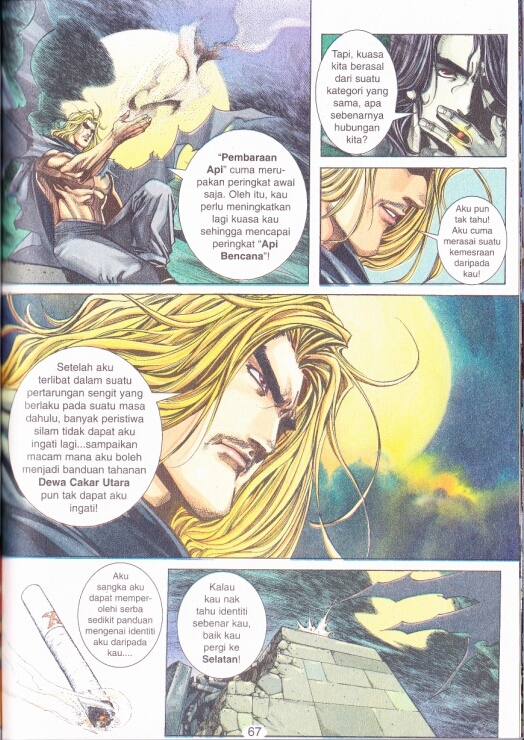 "Pembaraan
Api" cuma meru-
pakan peringkat awal
saja. Oleh itu, kau
perlu meningkatkan
lagi kuasa kau
sehingga mencapai
peringkat "Api
Bencana"!
Tapi, kuasa
kita berasal
dari suatu
kategori yang
sama, apa
sebenarnya
hubungan
kita?
Aku pun
tak tahu!
Aku cuma
merasai suatu
kemesraan
daripada
kau!
Setelah aku
terlibat dalam suatu
pertarungan sengit yang
berlaku pada suatu masa
dahulu, banyak peristiwa
silam tidak dapat aku
ingati lagi...sampaikan
macam mana aku boleh
menjadi banduan tahanan
Dewa Cakar Utara
pun tak dapat aku
ingati!
Aku
sangka aku
dapat memper-
olehi serba
sedikit panduan
mengenai identiti
aku daripada
kau....
Kalau
kau nak
tahu identiti
sebenar kau,
baik kau
pergi ke
Selatan!
67